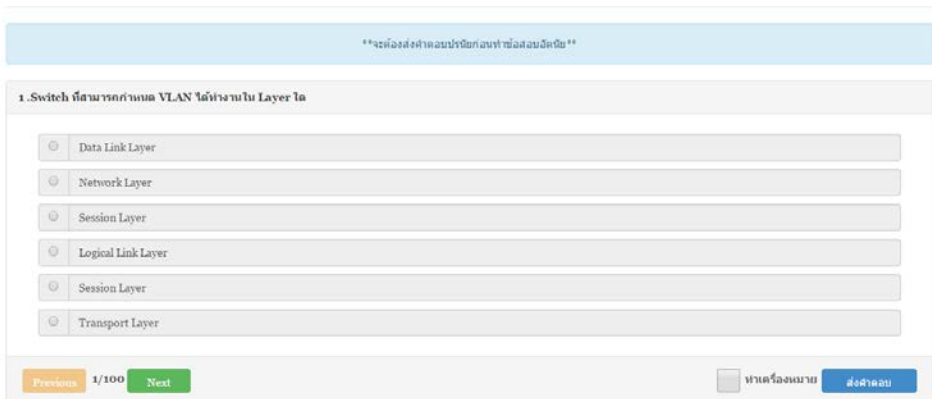 **จะต้องส่งคำตอบปรนัยก่อนทำข้อสอบอัตนัย**
1 .Switch ที่สามารถกำหนด VLAN ได้ทำงานใน Layer ใด
Data Link Layer
Network Layer
Session Layer
Logical Link Layer
Session Layer
Transport Layer
Previous 1/100 Next ทำเครื่องหมาย ส่งคำตอบ